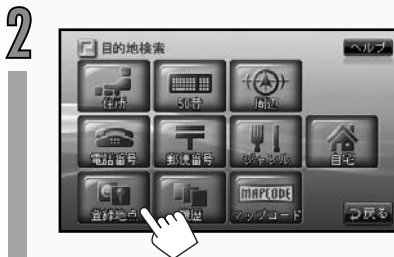 2
目的地検索 ヘルプ
住所 50音 周辺
電話番号 郵便番号 ジャンル 自宅
登録地点 履歴 MAPCODE マップコード 戻る